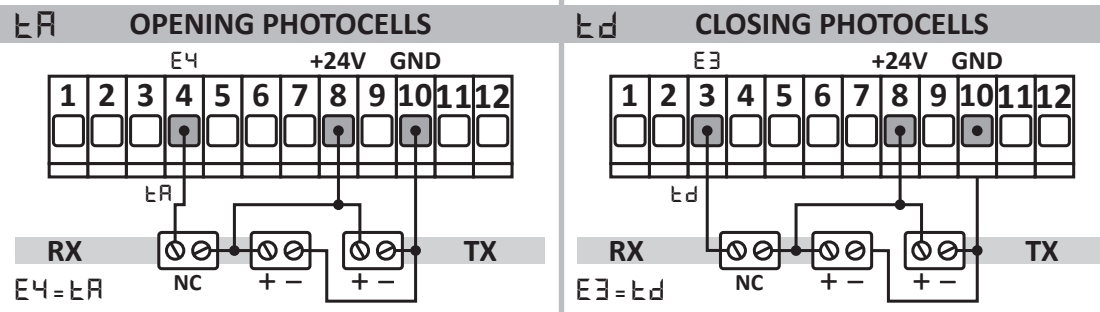 tA OPENING PHOTOCELLS
E4 +24V GND
1 2 3 4 5 6 7 8 9 10 11 12
tA
RX TX
NC + − + −
E4 = tA
td CLOSING PHOTOCELLS
E3 +24V GND
1 2 3 4 5 6 7 8 9 10 11 12
td
RX TX
NC + − + −
E3 = td